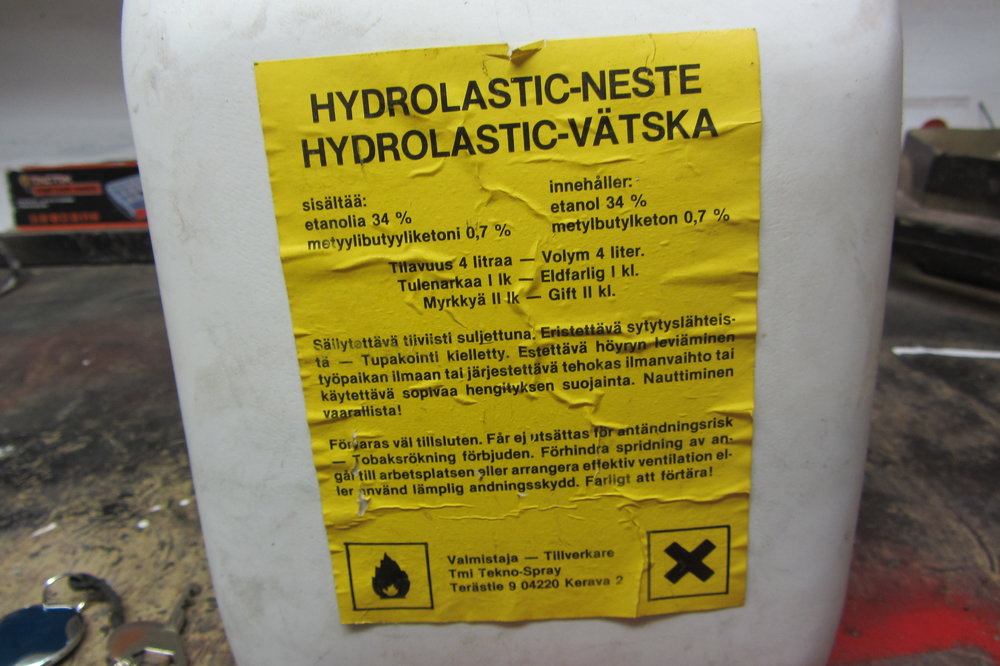 HYDROLASTIC-NESTE
HYDROLASTIC-VÄTSKA
sisältää:
etanolia 34 %
metyylibutyyliketoni 0,7 %
innehåller:
etanol 34 %
metylbutylketon 0,7 %
Tilavuus 4 litraa — Volym 4 liter.
Tulenarkaa I lk — Eldfarlig I kl.
Myrkkyä II lk — Gift II kl.
Säilytettävä tiiviisti suljettuna. Eristettävä sytytyslähteis-
tä — Tupakointi kielletty. Estettävä höyryn leviäminen
työpaikan ilmaan tai järjestettävä tehokas ilmanvaihto tai
käytettävä sopivaa hengityksen suojainta. Nauttiminen
vaarallista!
Förvaras väl tillsluten. Får ej utsättas för antändningsrisk
— Tobaksrökning förbjuden. Förhindra spridning av ån-
gar till arbetsplatsen eller arrangera effektiv ventilation el-
ler använd lämplig andningsskydd. Farligt att förtära!
Valmistaja — Tillverkare
Tmi Tekno-Spray
Terästie 9 04220 Kerava 2